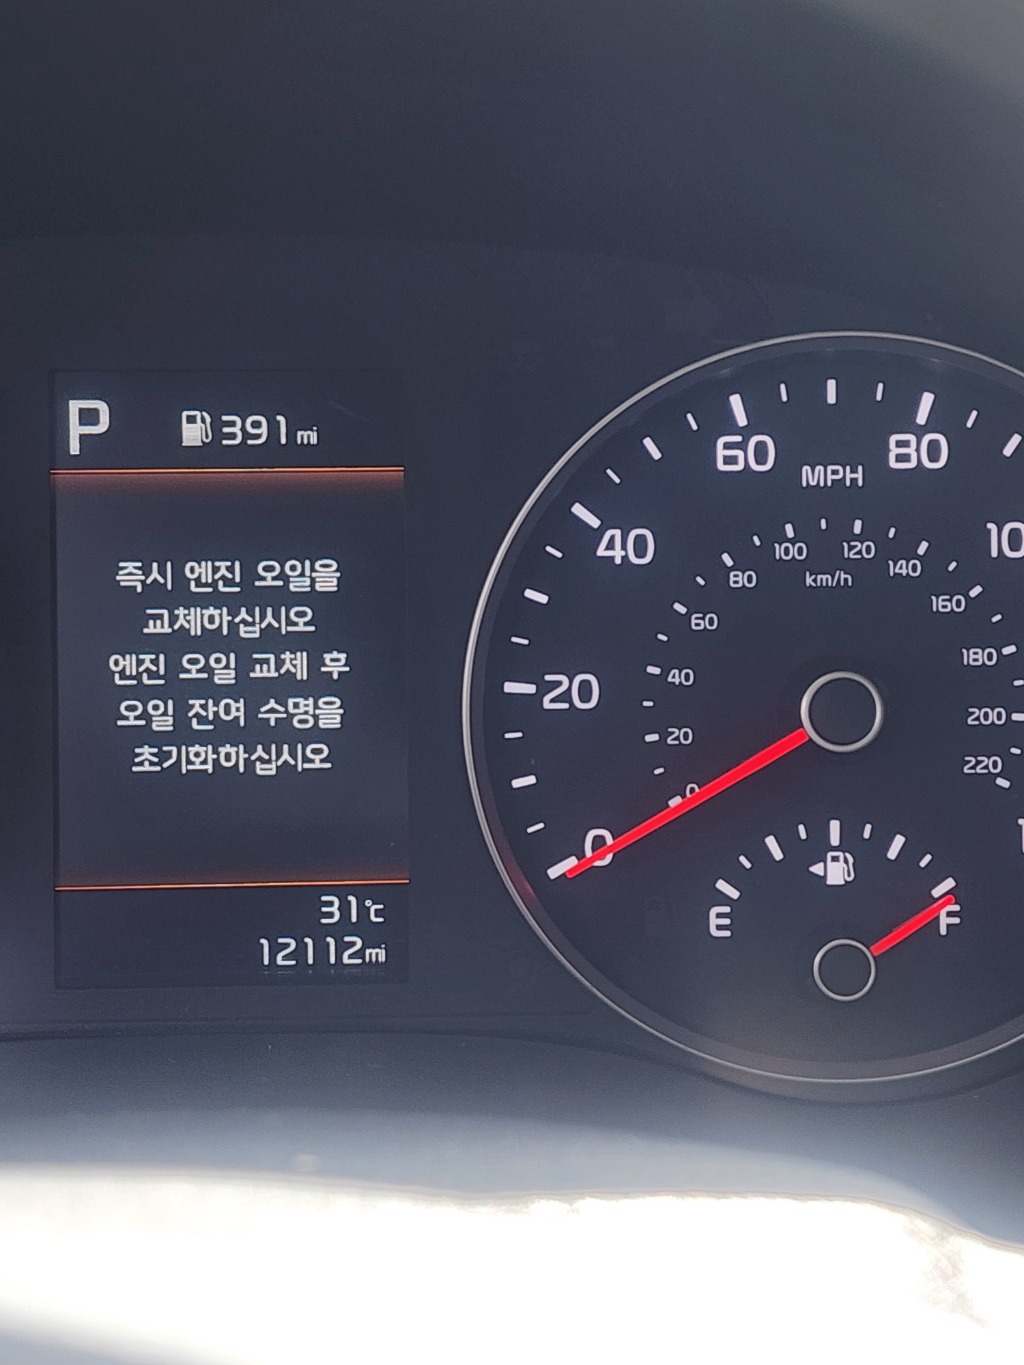 P 391 mi
즉시 엔진 오일을
교체하십시오
엔진 오일 교체 후
오일 잔여 수명을
초기화하십시오
31℃
12112mi
60 80
MPH
40 10
100 120
80 km/h 140
60 160
40 180
20
200
20 220
0
0
E F